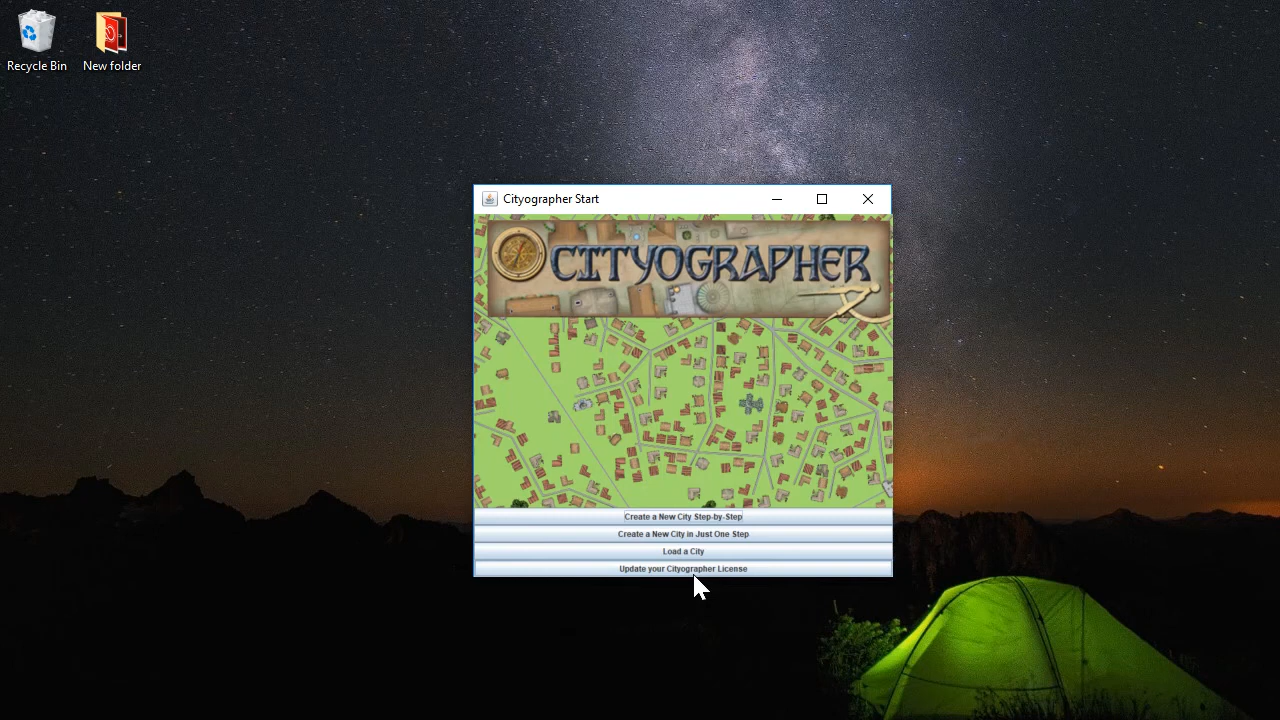 Recycle Bin
New folder
Cityographer Start
CITYOGRAPHER
Create a New City Step-by-Step
Create a New City in Just One Step
Load a City
Update your Cityographer License